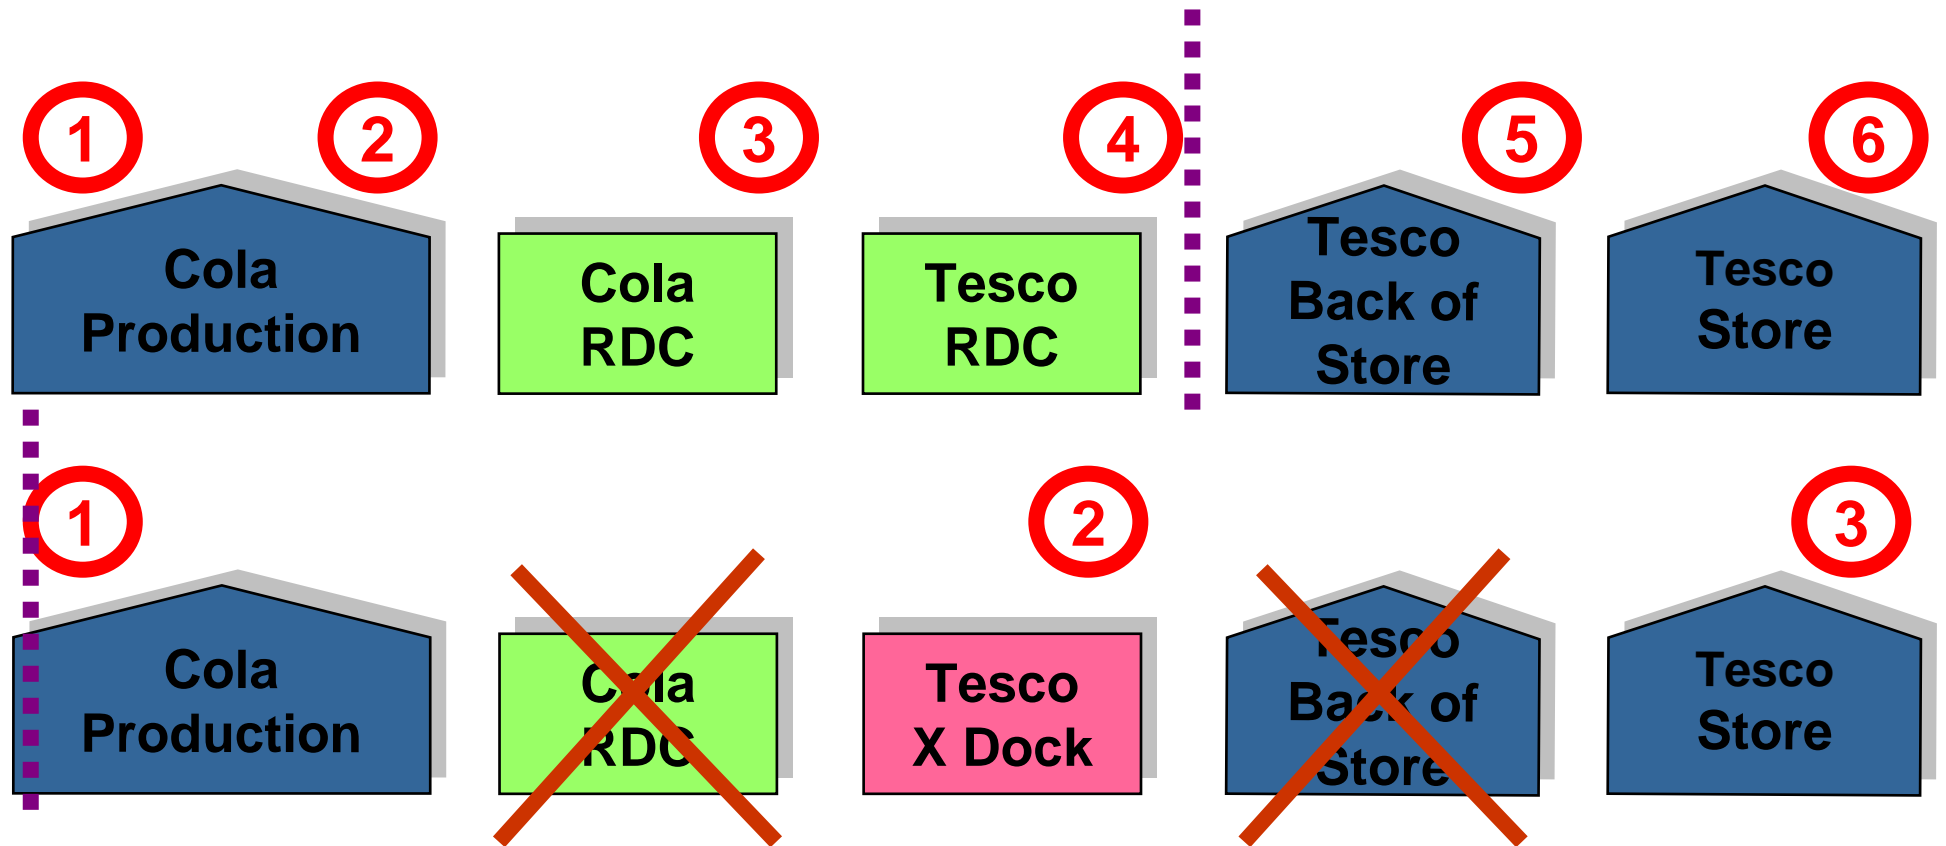 1
2
3
4
5
6
Cola
Production
Cola
RDC
Tesco
RDC
Tesco
Back of
Store
Tesco
Store
1
2
3
Cola
Production
Cola
RDC
Tesco
X Dock
Tesco
Back of
Store
Tesco
Store